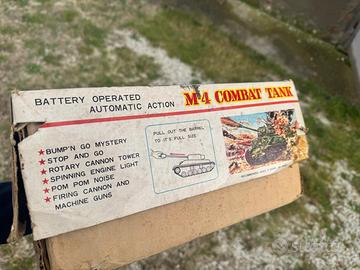 BATTERY OPERATED
AUTOMATIC ACTION
M-4 COMBAT TANK
★ BUMP'N GO MYSTERY
★ STOP AND GO
★ ROTARY CANNON TOWER
★ SPINNING ENGINE LIGHT
★ POM POM NOISE
★ FIRING CANNON AND
MACHINE GUNS
PULL OUT THE BARREL
TO IT'S FULL SIZE
subito